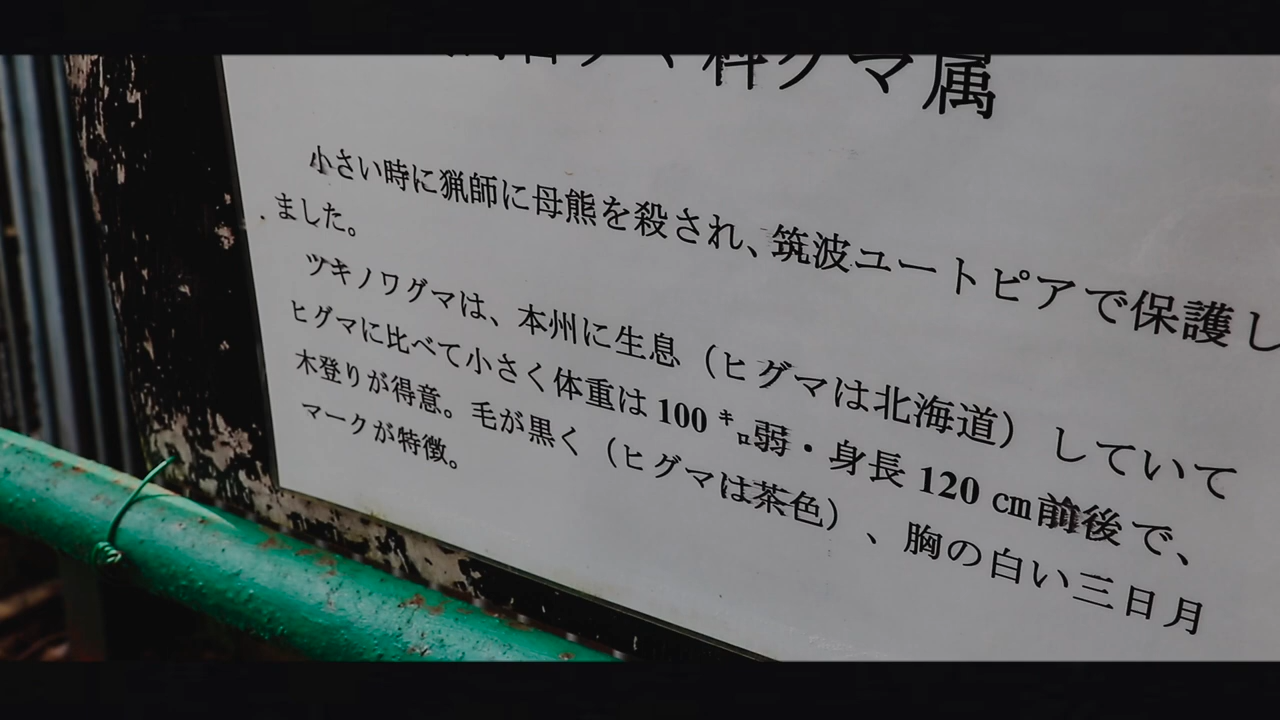 科クマ属
小さい時に猟師に母熊を殺され、筑波ユートピアで保護し
ました。
ツキノワグマは、本州に生息（ヒグマは北海道）していて
ヒグマに比べて小さく体重は100㌔弱・身長120㎝前後で、
木登りが得意。毛が黒く（ヒグマは茶色）、胸の白い三日月
マークが特徴。